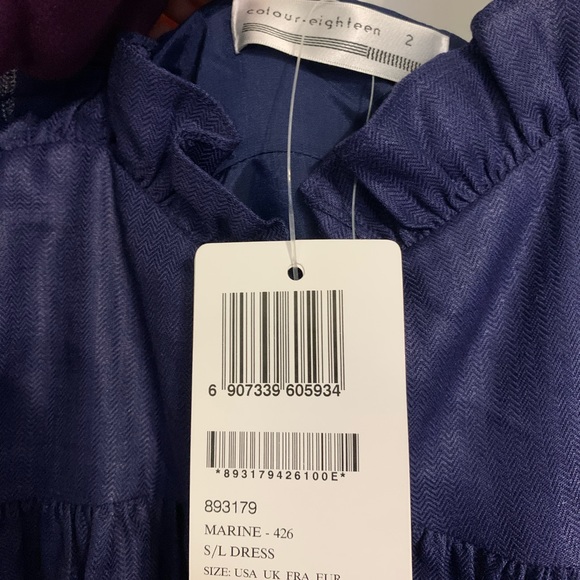 colour.eighteen 2
6 907339 605934
*893179426100E*
893179
MARINE - 426
S/L DRESS
SIZE: USA UK FRA EUR